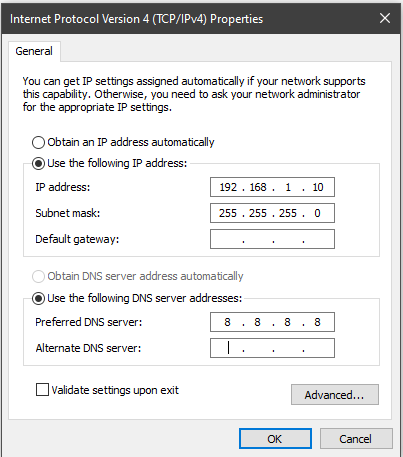 Internet Protocol Version 4 (TCP/IPv4) Properties
General
You can get IP settings assigned automatically if your network supports
this capability. Otherwise, you need to ask your network administrator
for the appropriate IP settings.
Obtain an IP address automatically
Use the following IP address:
IP address: 192 . 168 . 1 . 10
Subnet mask: 255 . 255 . 255 . 0
Default gateway: . . .
Obtain DNS server address automatically
Use the following DNS server addresses:
Preferred DNS server: 8 . 8 . 8 . 8
Alternate DNS server: . . .
Validate settings upon exit
Advanced...
OK Cancel